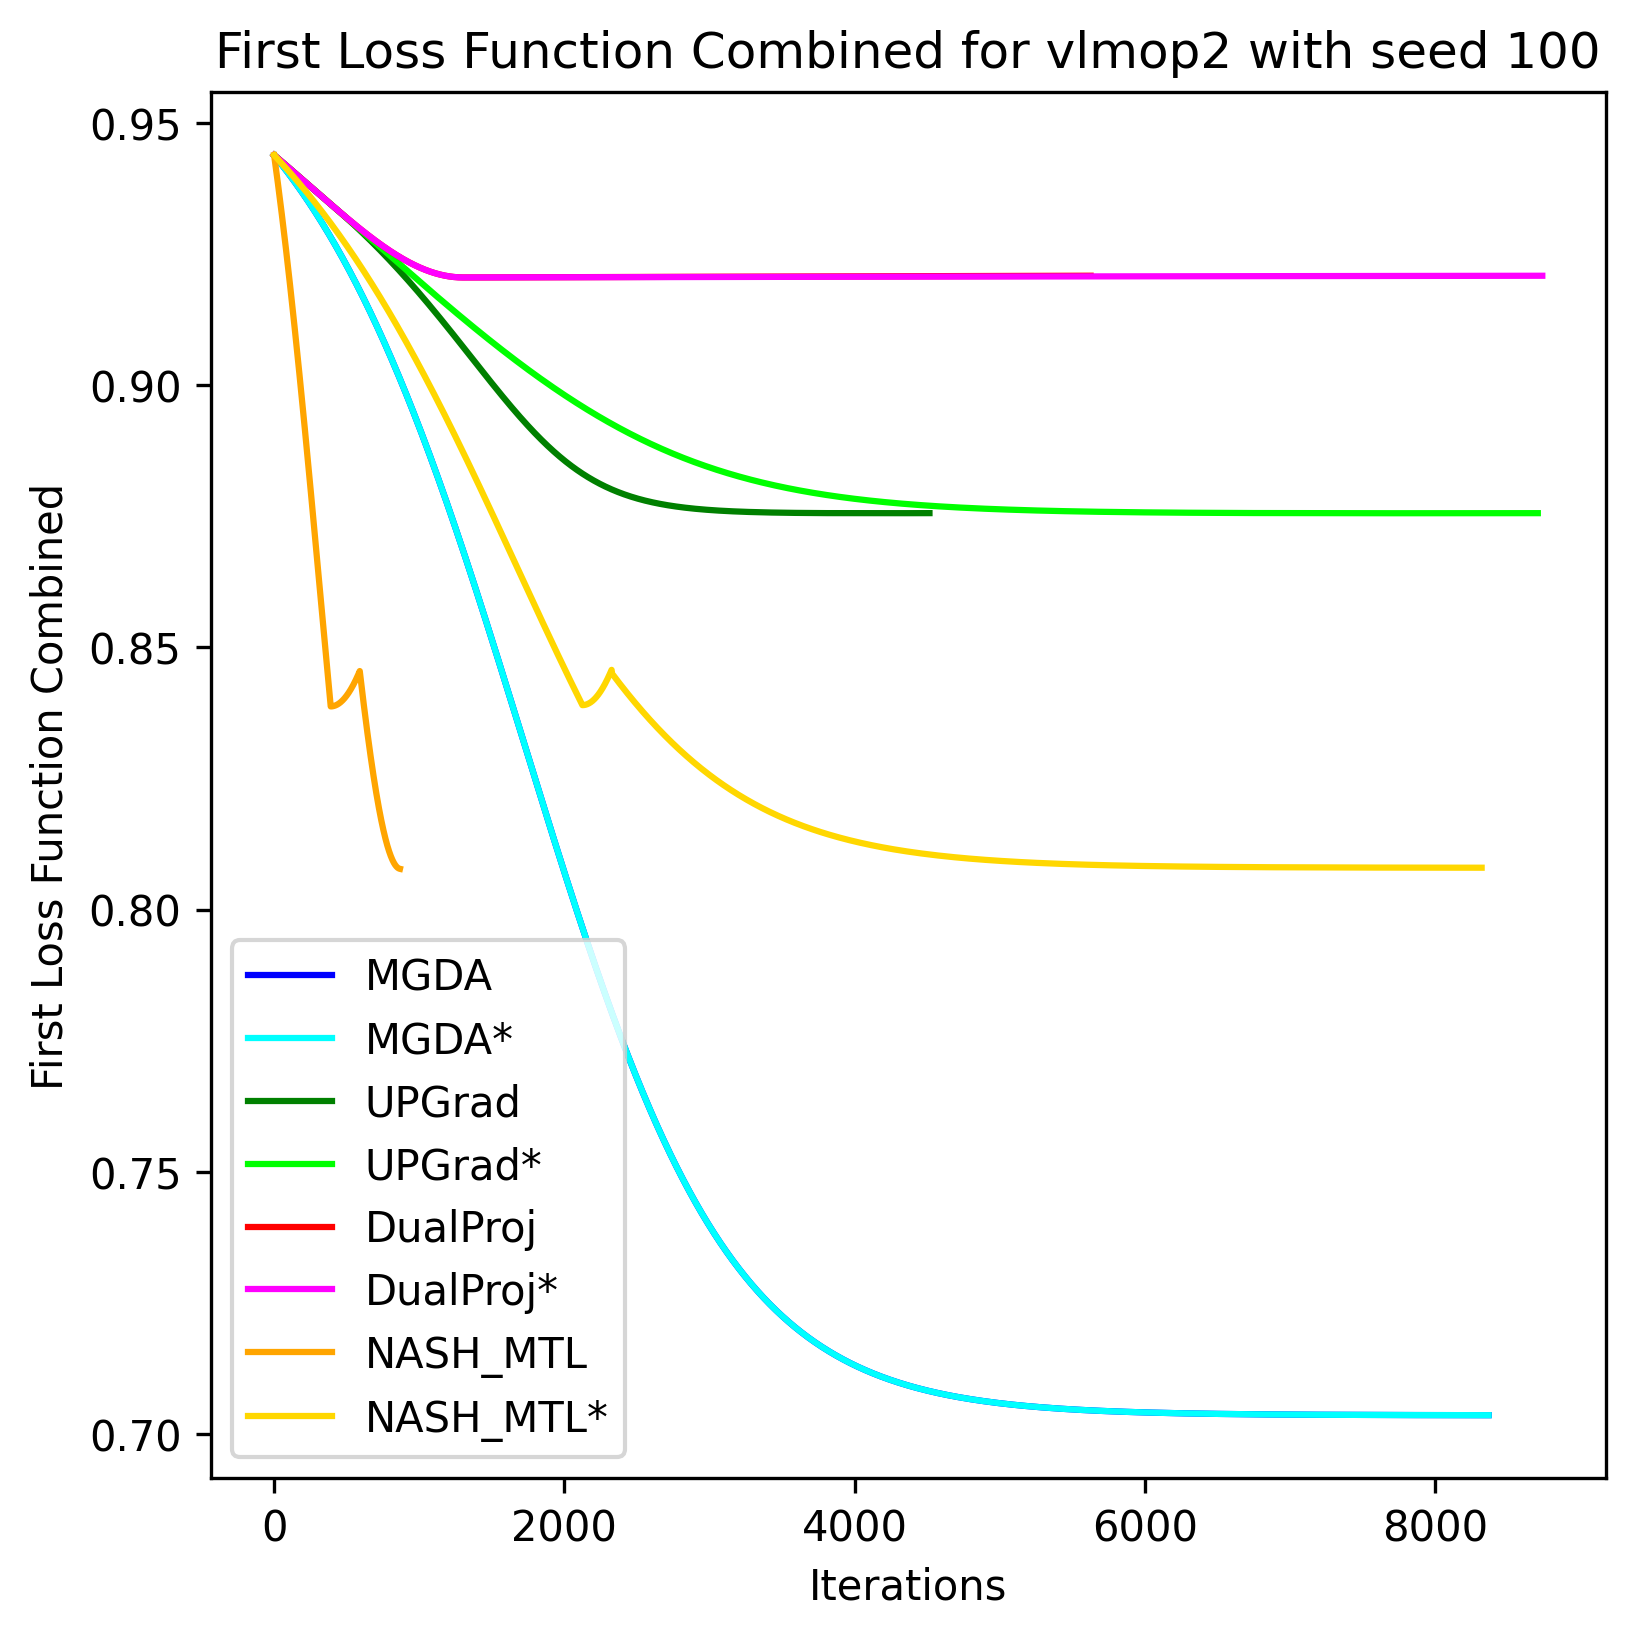 First Loss Function Combined for vlmop2 with seed 100
First Loss Function Combined
0.95
0.90
0.85
0.80
0.75
0.70
MGDA
MGDA*
UPGrad
UPGrad*
DualProj
DualProj*
NASH_MTL
NASH_MTL*
0
2000
4000
6000
8000
Iterations